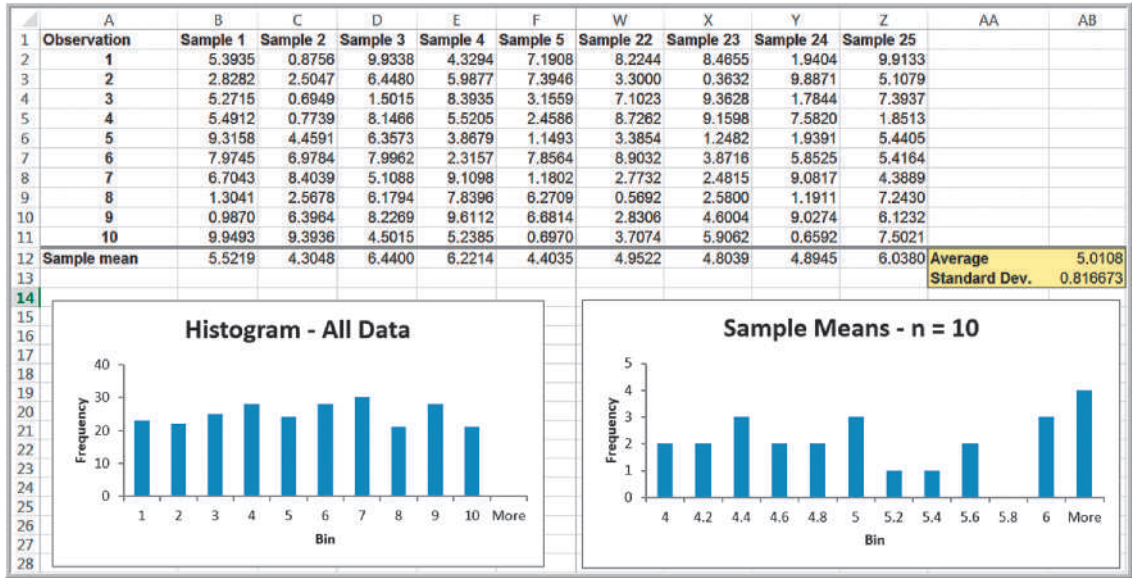 A B C D E F W X Y Z AA AB
1 Observation Sample 1 Sample 2 Sample 3 Sample 4 Sample 5 Sample 22 Sample 23 Sample 24 Sample 25
2 1 5.3935 0.8756 9.9338 4.3294 7.1908 8.2244 8.4655 1.9404 9.9133
3 2 2.8282 2.5047 6.4480 5.9877 7.3946 3.3000 0.3632 9.8871 5.1079
4 3 5.2715 0.6949 1.5015 8.3935 3.1559 7.1023 9.3628 1.7844 7.3937
5 4 5.4912 0.7739 8.1466 5.5205 2.4586 8.7262 9.1598 7.5820 1.8513
6 5 9.3158 4.4591 6.3573 3.8679 1.1493 3.3854 1.2482 1.9391 5.4405
7 6 7.9745 6.9784 7.9962 2.3157 7.8564 8.9032 3.8716 5.8525 5.4164
8 7 6.7043 8.4039 5.1088 9.1098 1.1802 2.7732 2.4815 9.0817 4.3889
9 8 1.3041 2.5678 6.1794 7.8396 6.2709 0.5692 2.5800 1.1911 7.2430
10 9 0.9870 6.3964 8.2269 9.6112 6.6814 2.8306 4.6004 9.0274 6.1232
11 10 9.9493 9.3936 4.5015 5.2385 0.6970 3.7074 5.9062 0.6592 7.5021
12 Sample mean 5.5219 4.3048 6.4400 6.2214 4.4035 4.9522 4.8039 4.8945 6.0380 Average 5.0108
13 Standard Dev. 0.816673
14
15
16
17
18
19
20
21
22
23
24
25
26
27
28
Histogram - All Data
Frequency
40
30
20
10
0
1 2 3 4 5 6 7 8 9 10 More
Bin
Sample Means - n = 10
Frequency
5
4
3
2
1
0
4 4.2 4.4 4.6 4.8 5 5.2 5.4 5.6 5.8 6 More
Bin